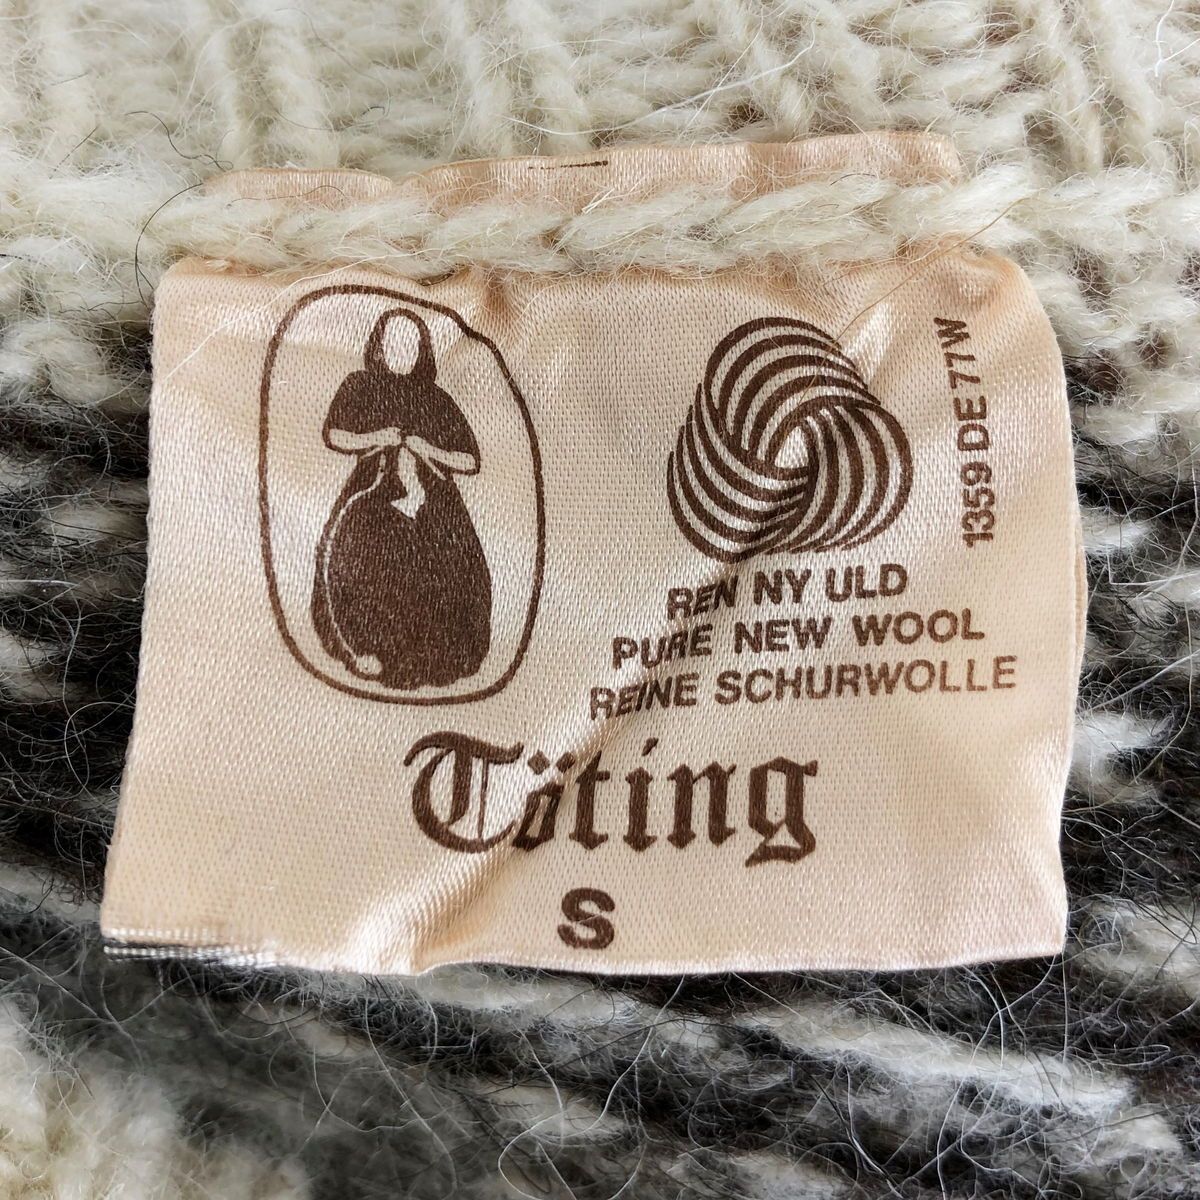 1359 DE 77W
REN NY ULD
PURE NEW WOOL
REINE SCHURWOLLE
Töting
S